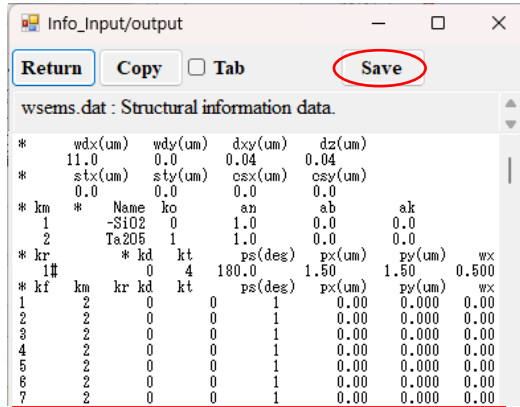 Info_Input/output
Return Copy Tab Save
wsems.dat : Structural information data.
* wdx(um) wdy(um) dxy(um) dz(um)
11.0 0.0 0.04 0.04
* stx(um) sty(um) csx(um) csy(um)
0.0 0.0 0.0 0.0
* km * Name ko an ab ak
1 -SiO2 0 1.0 0.0 0.0
2 Ta2O5 1 1.0 0.0 0.0
* kr * kd kt ps(deg) px(um) py(um) wx
1# 0 4 180.0 1.50 1.50 0.500
* kf km kr kd kt ps(deg) px(um) py(um) wx
1 2 0 0 1 0.00 0.000 0.00
2 2 0 0 1 0.00 0.000 0.00
3 2 0 0 1 0.00 0.000 0.00
4 2 0 0 1 0.00 0.000 0.00
5 2 0 0 1 0.00 0.000 0.00
6 2 0 0 1 0.00 0.000 0.00
7 2 0 0 1 0.00 0.000 0.00